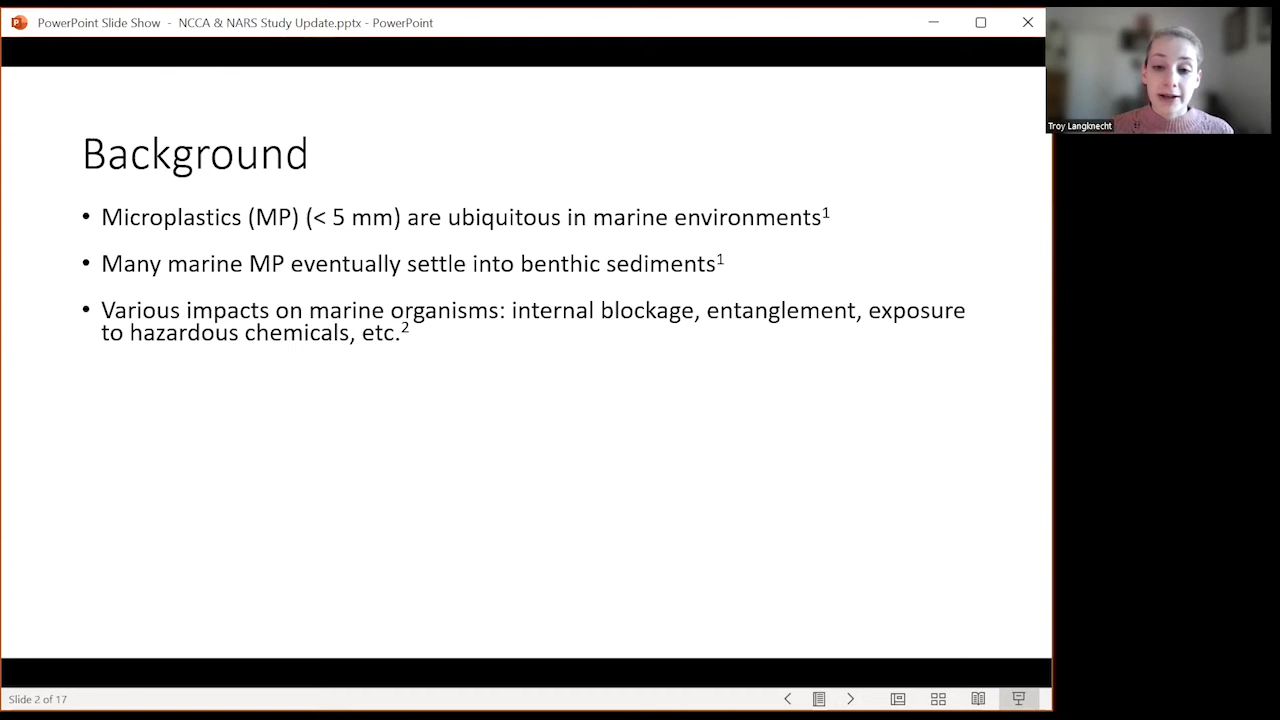 PowerPoint Slide Show - NCCA & NARS Study Update.pptx - PowerPoint
Troy Langknecht
Background
• Microplastics (MP) (< 5 mm) are ubiquitous in marine environments1
• Many marine MP eventually settle into benthic sediments1
• Various impacts on marine organisms: internal blockage, entanglement, exposure
to hazardous chemicals, etc.2
Slide 2 of 17